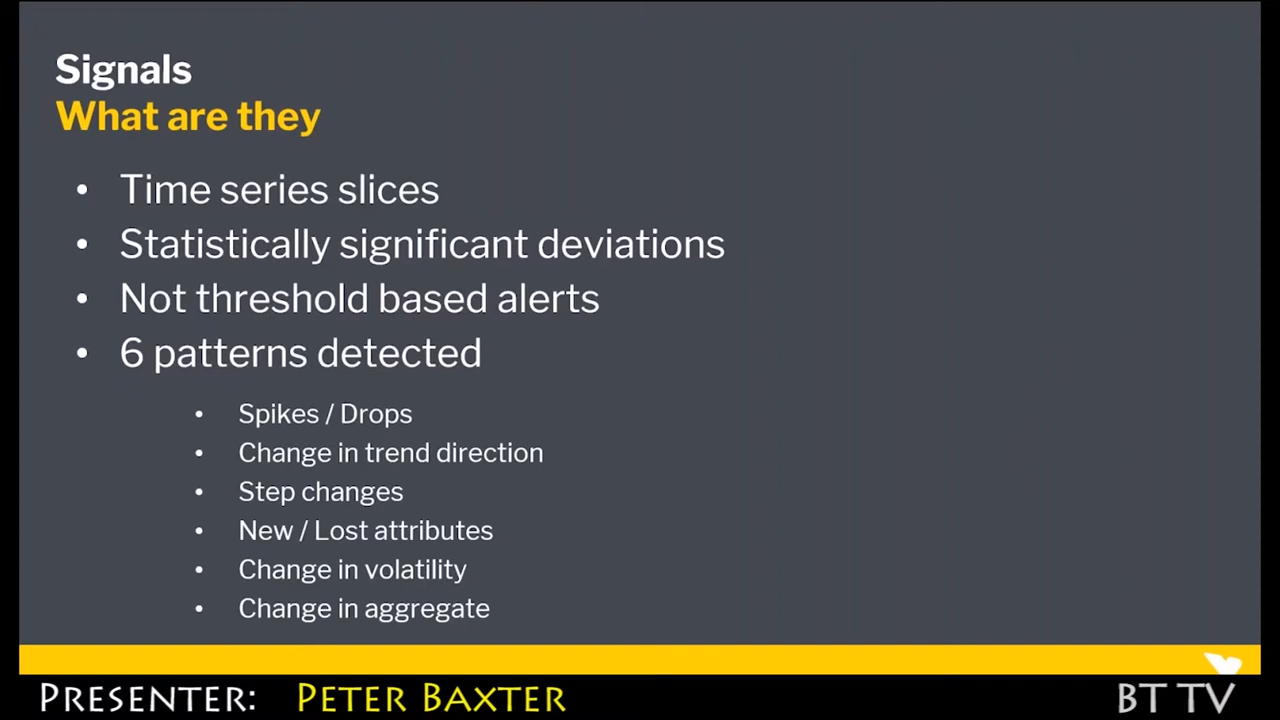 Signals
What are they
• Time series slices
• Statistically significant deviations
• Not threshold based alerts
• 6 patterns detected
• Spikes / Drops
• Change in trend direction
• Step changes
• New / Lost attributes
• Change in volatility
• Change in aggregate
Presenter: Peter Baxter BT TV